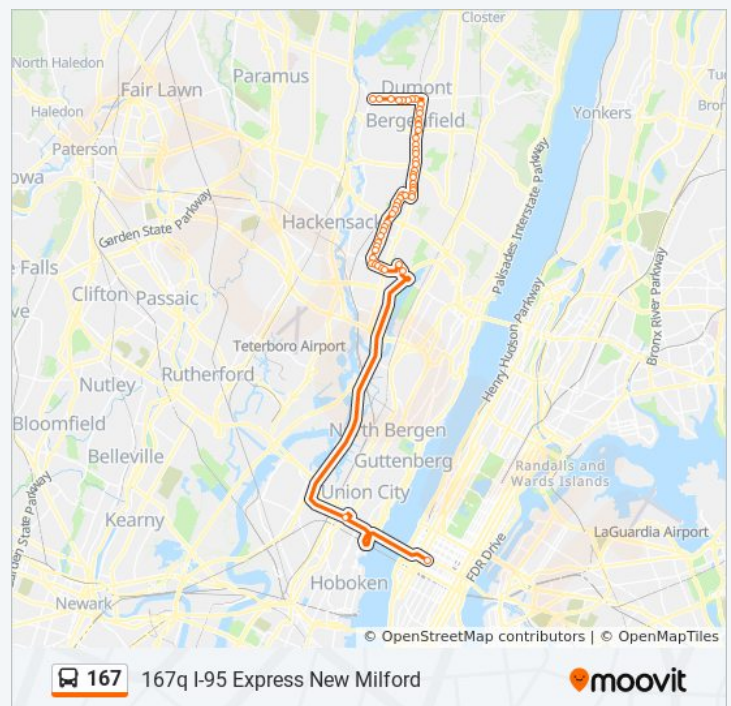 Closter
North Haledon
Paramus
Dumont
Fair Lawn
Tu
Bron
Haledon
Bergenfield
Yonkers
Paterson
owa
Palisades Interstate Parkway
Garden State Parkway
Hackensack
e Falls
Clifton
Passaic
Henry Hudson Parkway
Bronx River Parkway
Teterboro Airport
Nutley
Rutherford
Bloomfield
North Bergen
Belleville
Guttenberg
Randalls and
Wards Islands
Union City
Garden State Parkway
Kearny
LaGuardia Airport
FDR Drive
Hoboken
Newark
© OpenStreetMap contributors | © OpenMapTiles
167
167q I-95 Express New Milford
moovit